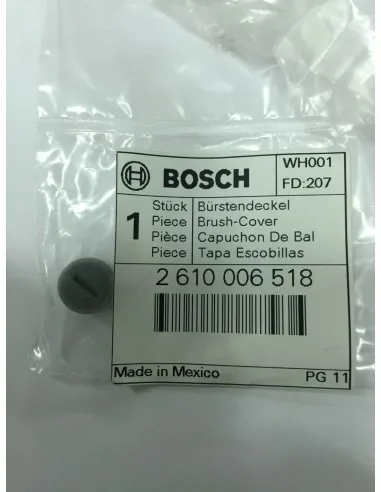 BOSCH
WH001
FD:207
1
Stück Bürstendeckel
Piece Brush-Cover
Pièce Capuchon De Bal
Piece Tapa Escobillas
2 610 006 518
Made in Mexico PG 11